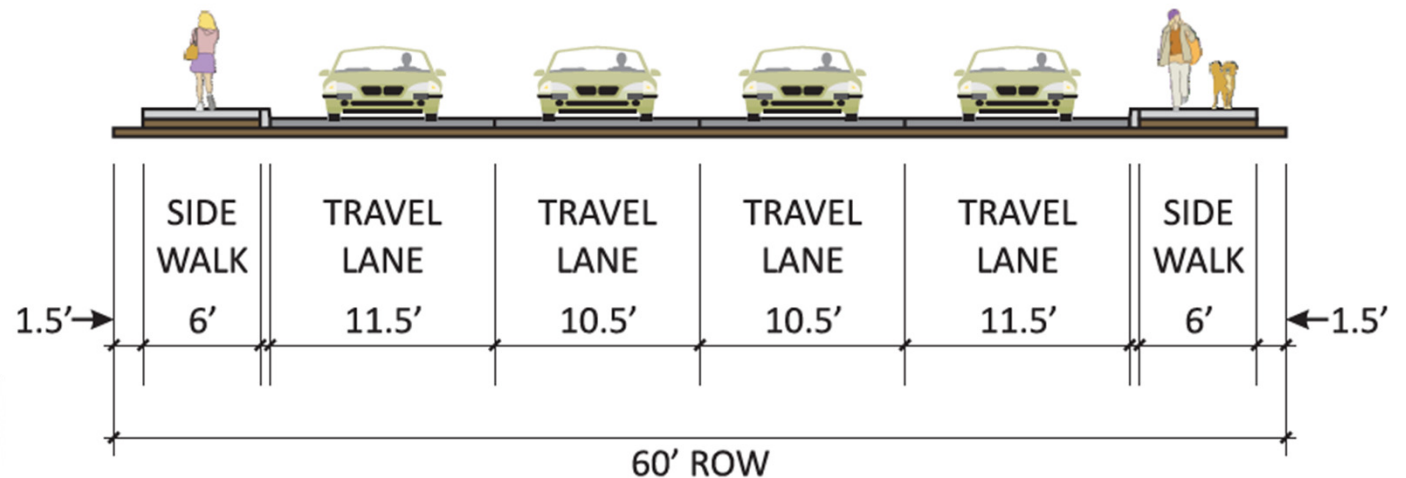 SIDE WALK 6'
TRAVEL LANE 11.5'
TRAVEL LANE 10.5'
TRAVEL LANE 10.5'
TRAVEL LANE 11.5'
SIDE WALK 6'
1.5'
1.5'
60' ROW